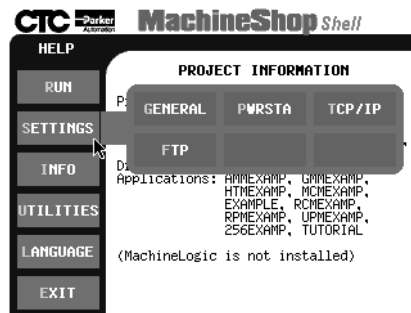 CTC Parker Automation MachineShop Shell
HELP
PROJECT INFORMATION
RUN
GENERAL PWRSTA TCP/IP
SETTINGS
FTP
INFO
Applications: AMMEXAMP, GMMEXAMP,
HTMEXAMP, MCMEXAMP,
EXAMPLE, RCMEXAMP,
RPMEXAMP, UPMEXAMP,
256EXAMP, TUTORIAL
UTILITIES
LANGUAGE
(MachineLogic is not installed)
EXIT